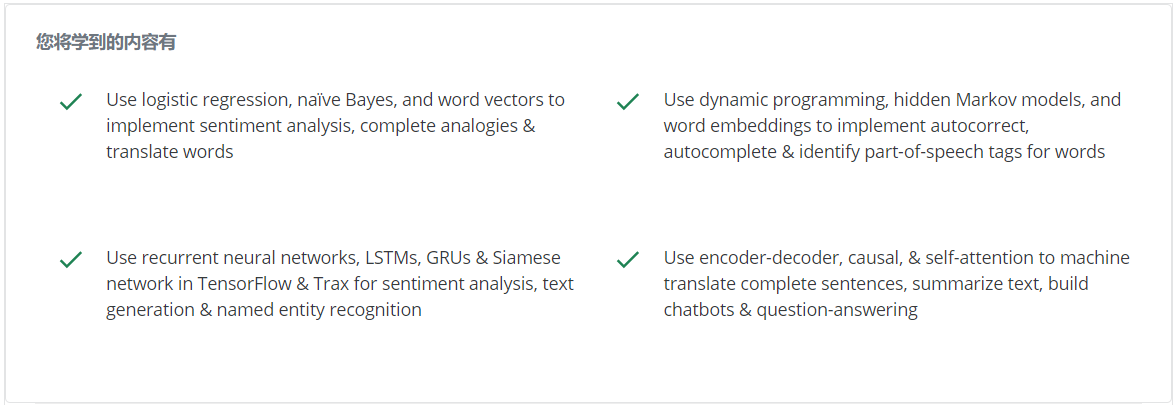 您将学到的内容有
Use logistic regression, naïve Bayes, and word vectors to
implement sentiment analysis, complete analogies &
translate words
Use dynamic programming, hidden Markov models, and
word embeddings to implement autocorrect,
autocomplete & identify part-of-speech tags for words
Use recurrent neural networks, LSTMs, GRUs & Siamese
network in TensorFlow & Trax for sentiment analysis, text
generation & named entity recognition
Use encoder-decoder, causal, & self-attention to machine
translate complete sentences, summarize text, build
chatbots & question-answering